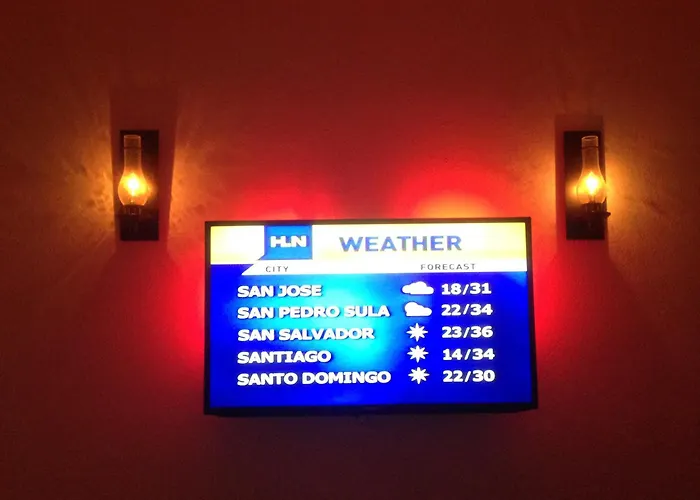 HLN WEATHER
CITY FORECAST
SAN JOSE 18/31
SAN PEDRO SULA 22/34
SAN SALVADOR 23/36
SANTIAGO 14/34
SANTO DOMINGO 22/30